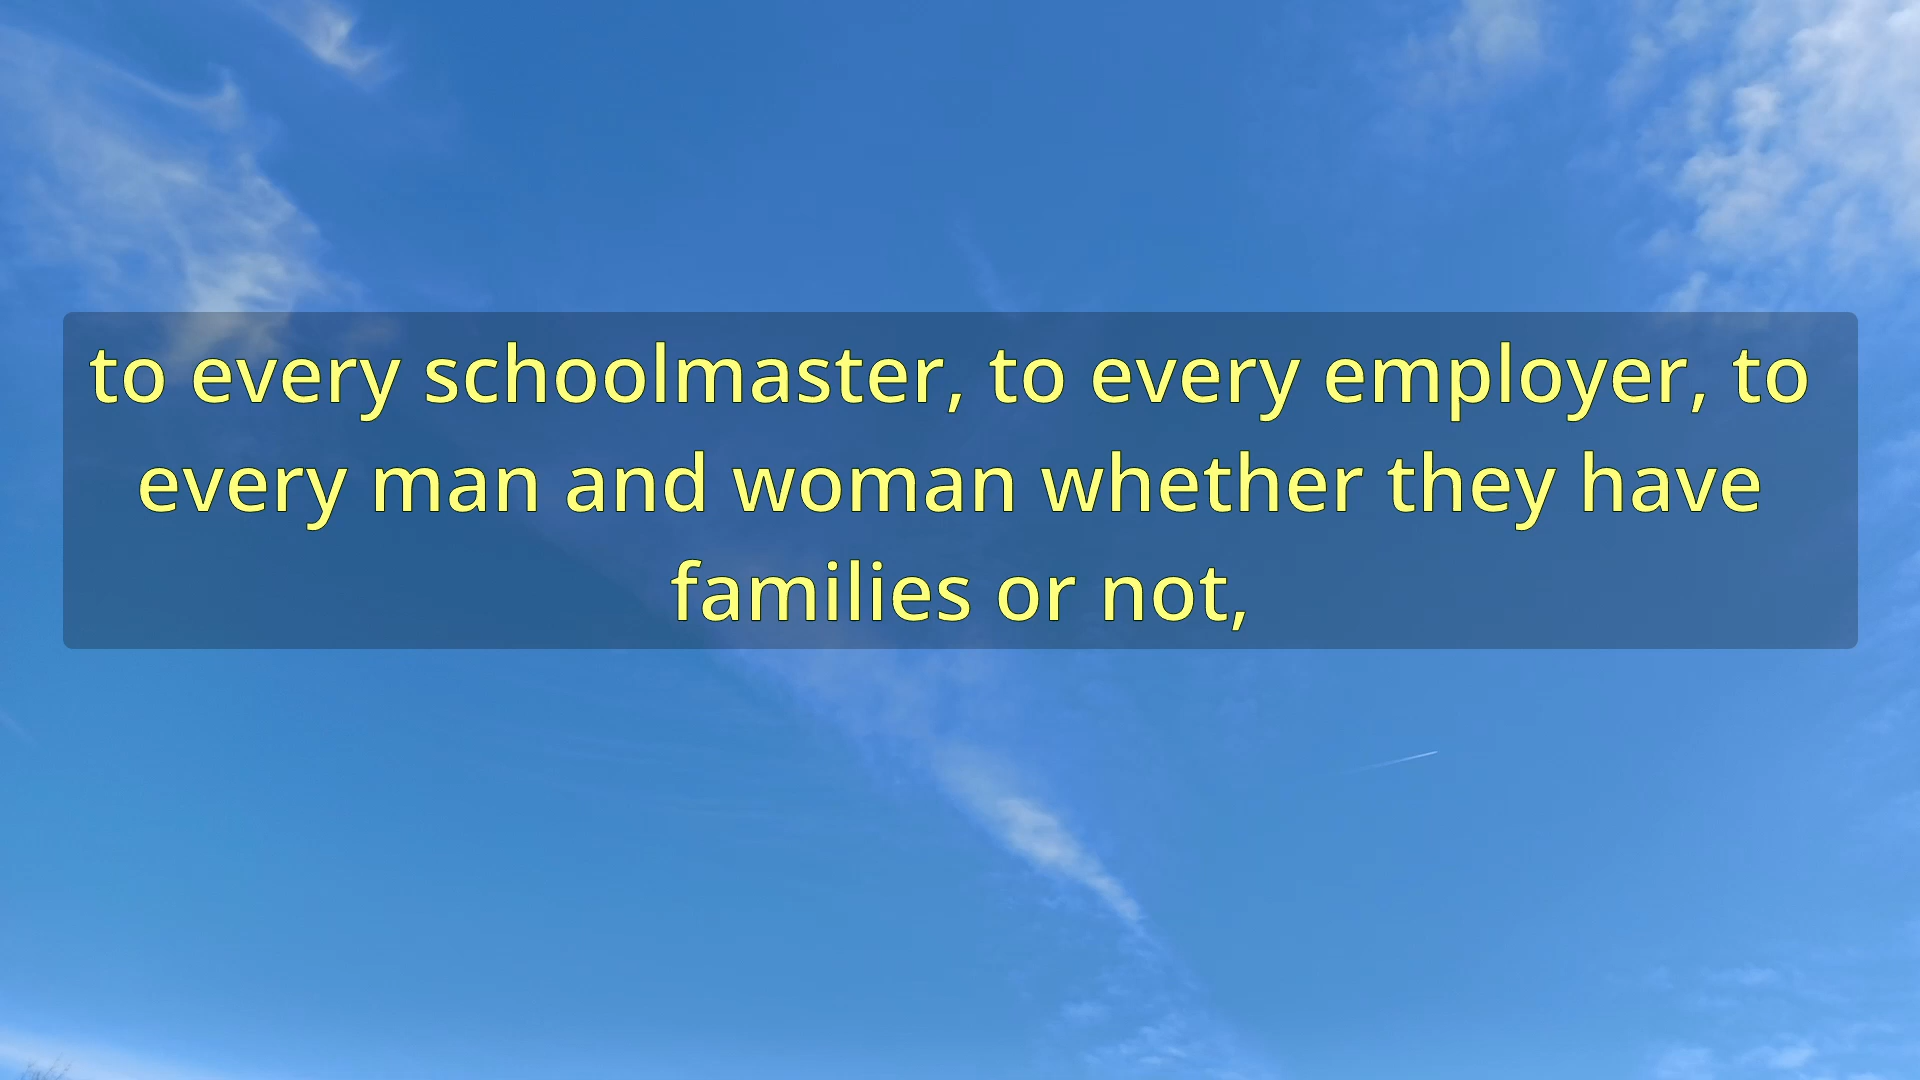 to every schoolmaster, to every employer, to
every man and woman whether they have
families or not,